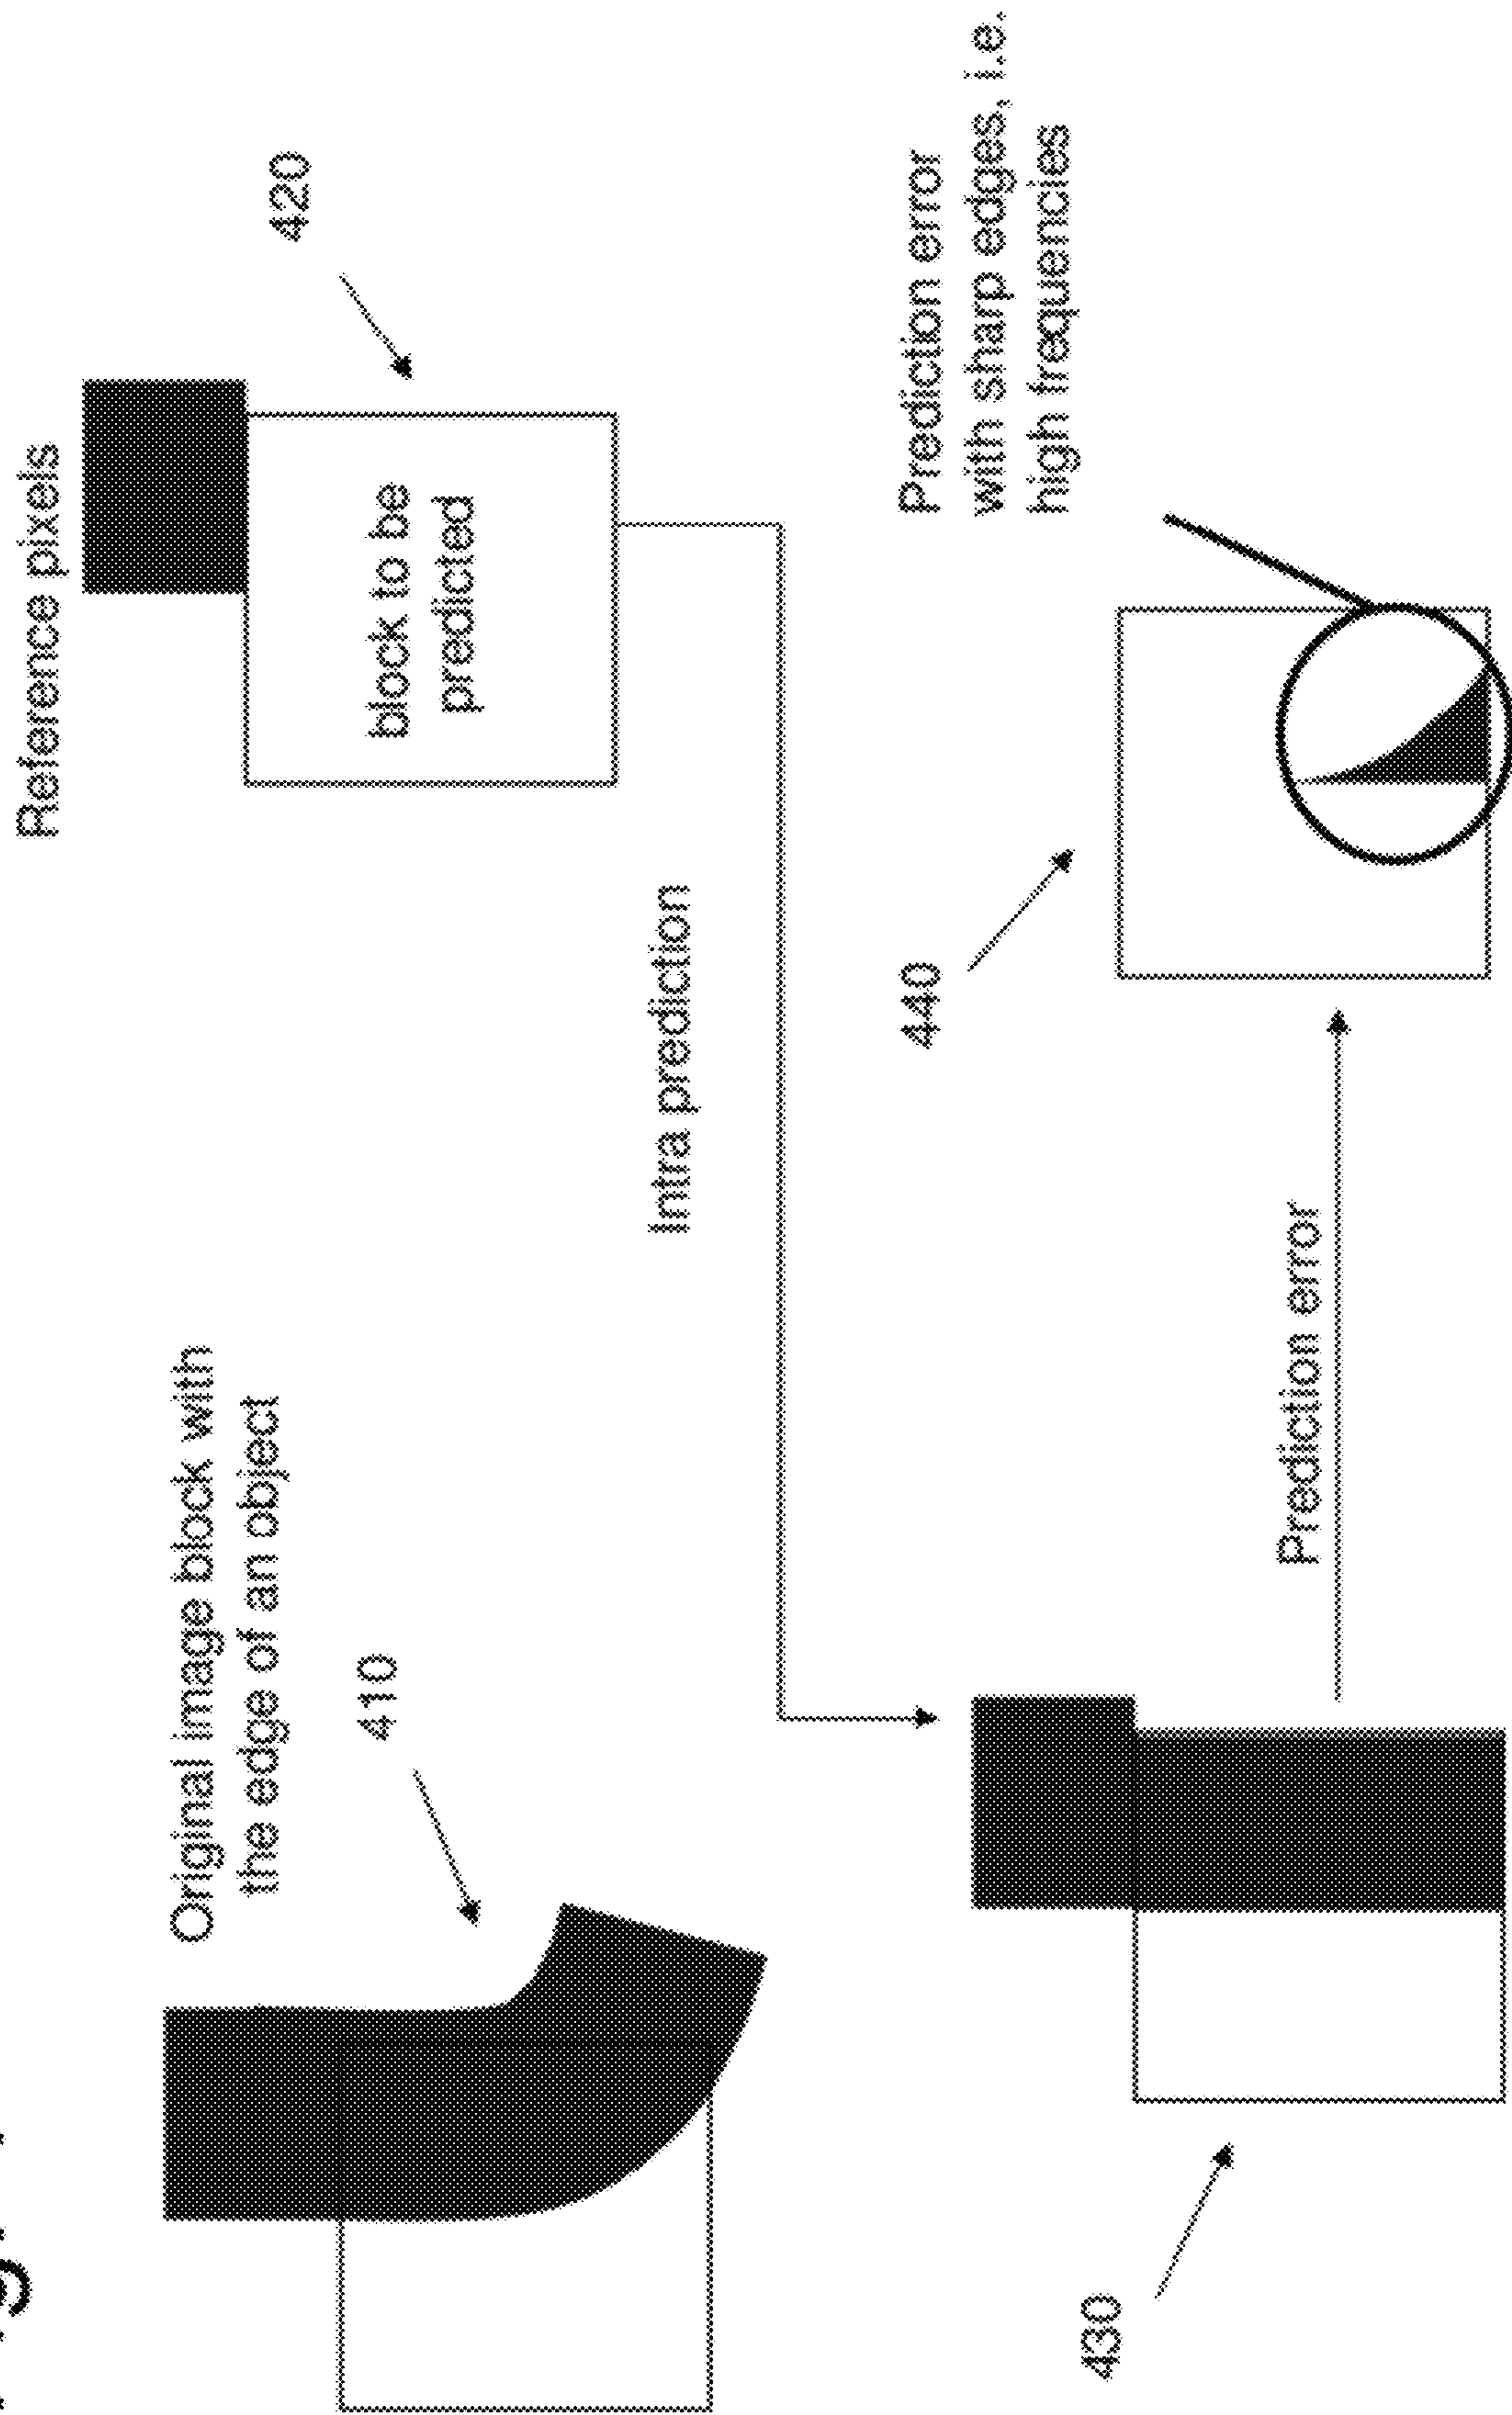 Original image block with
the edge of an object
410
Reference pixels
420
block to be
predicted
Intra prediction
430
Prediction error
440
Prediction error
with sharp edges, i.e.
high frequencies